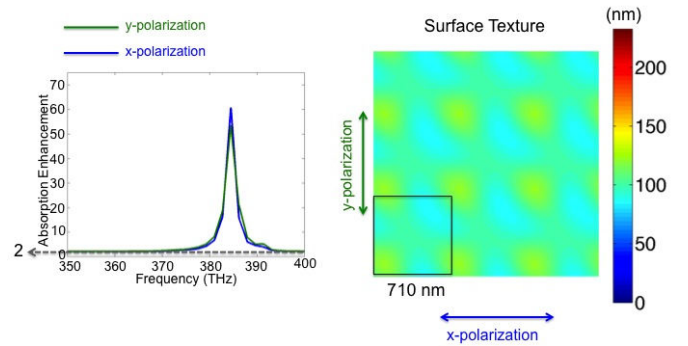 y-polarization
x-polarization
Absorption Enhancement
70
60
50
40
30
20
10
0
2
350 360 370 380 390 400
Frequency (THz)
Surface Texture
y-polarization
710 nm
x-polarization
(nm)
200
150
100
50
0